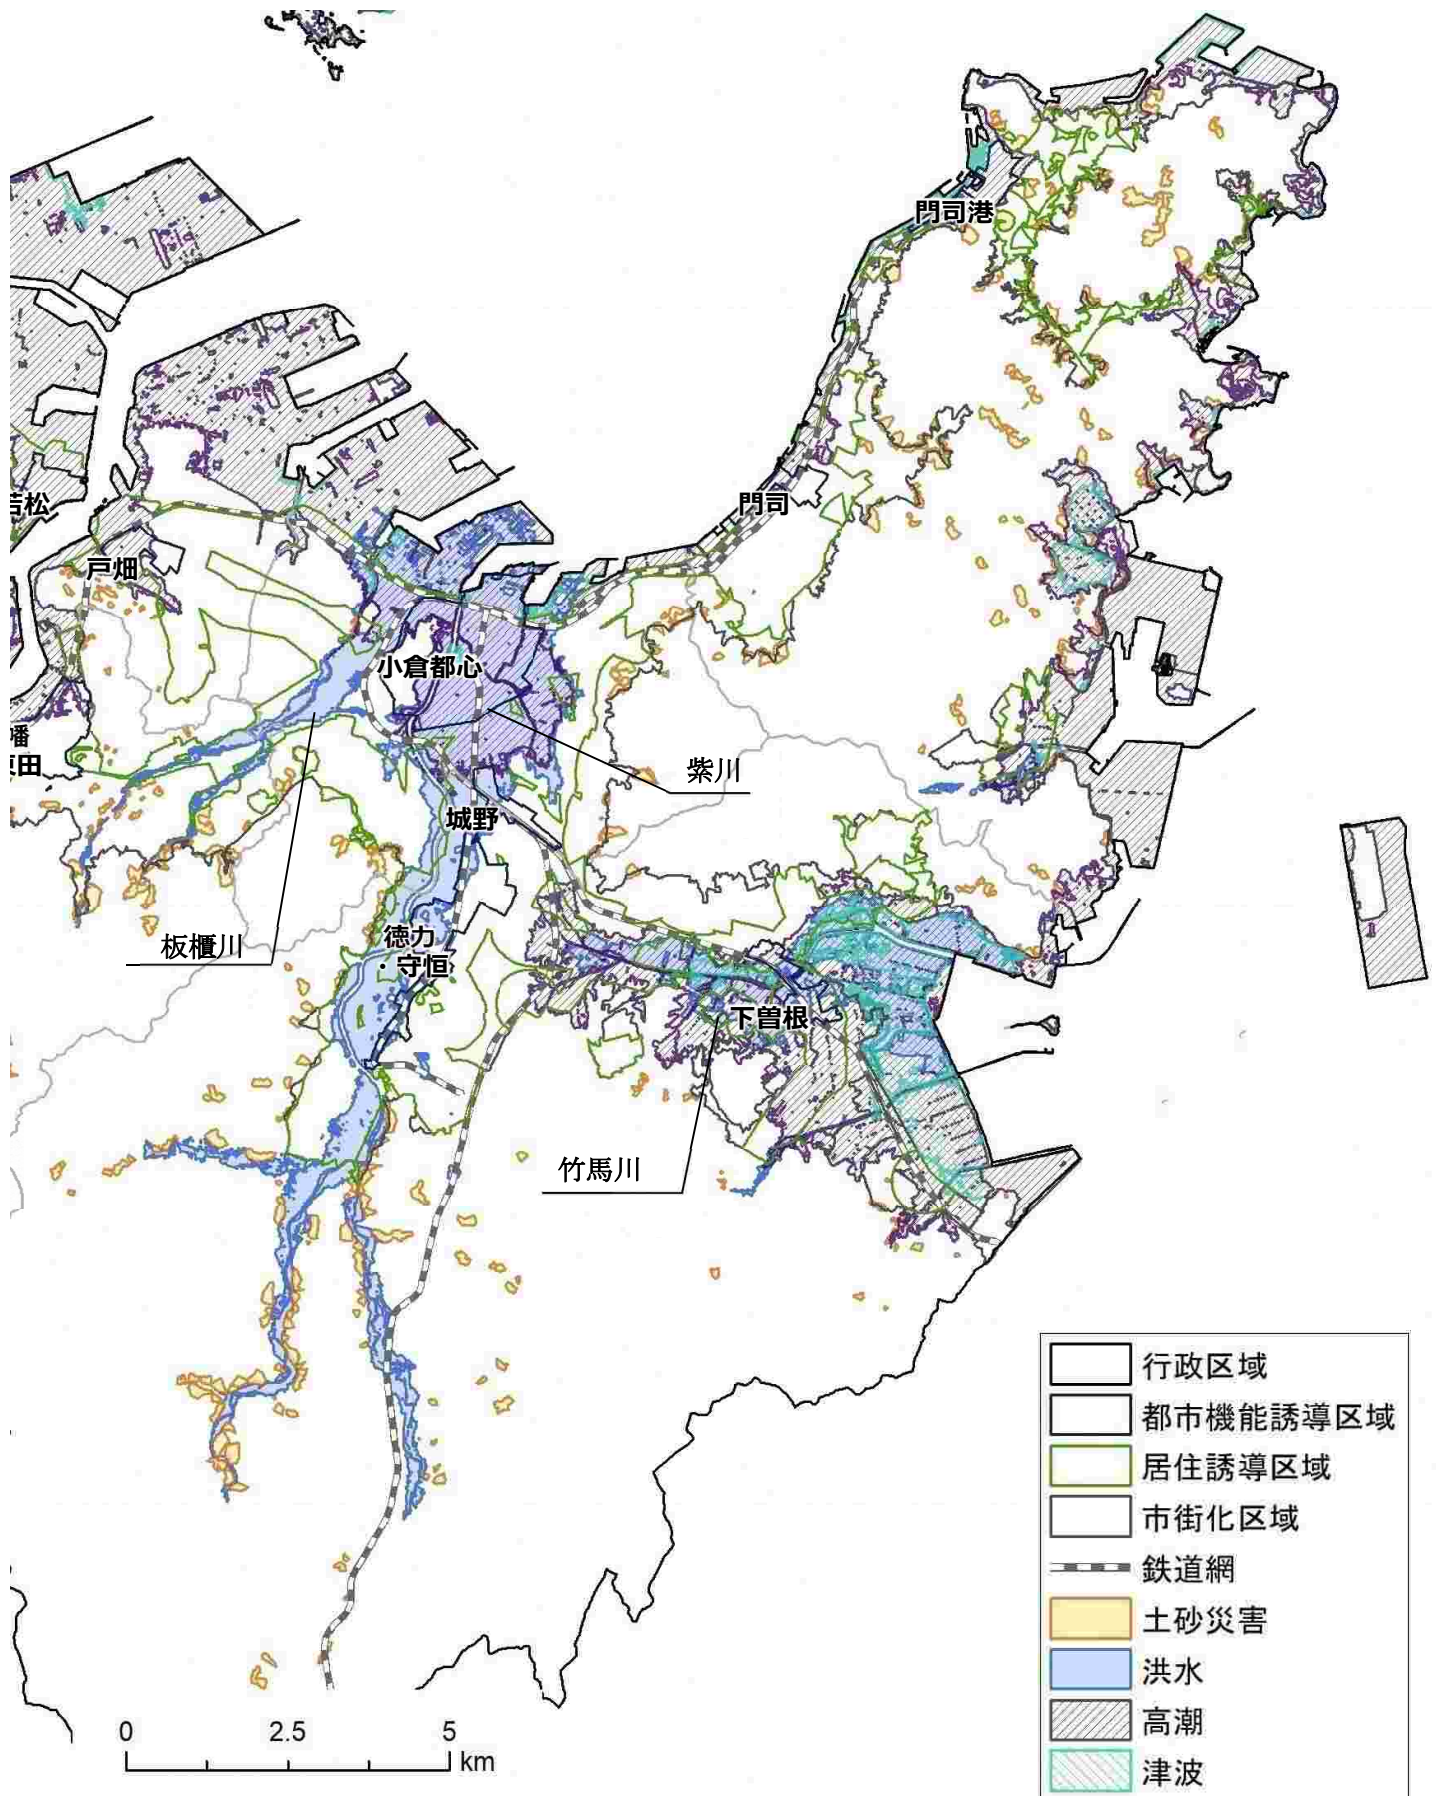 門司港
若松
門司
戸畑
小倉都心
東田
紫川
城野
板櫃川
徳力
・守恒
下曽根
竹馬川
行政区域
都市機能誘導区域
居住誘導区域
市街化区域
鉄道網
土砂災害
洪水
高潮
津波
0 2.5 5
km